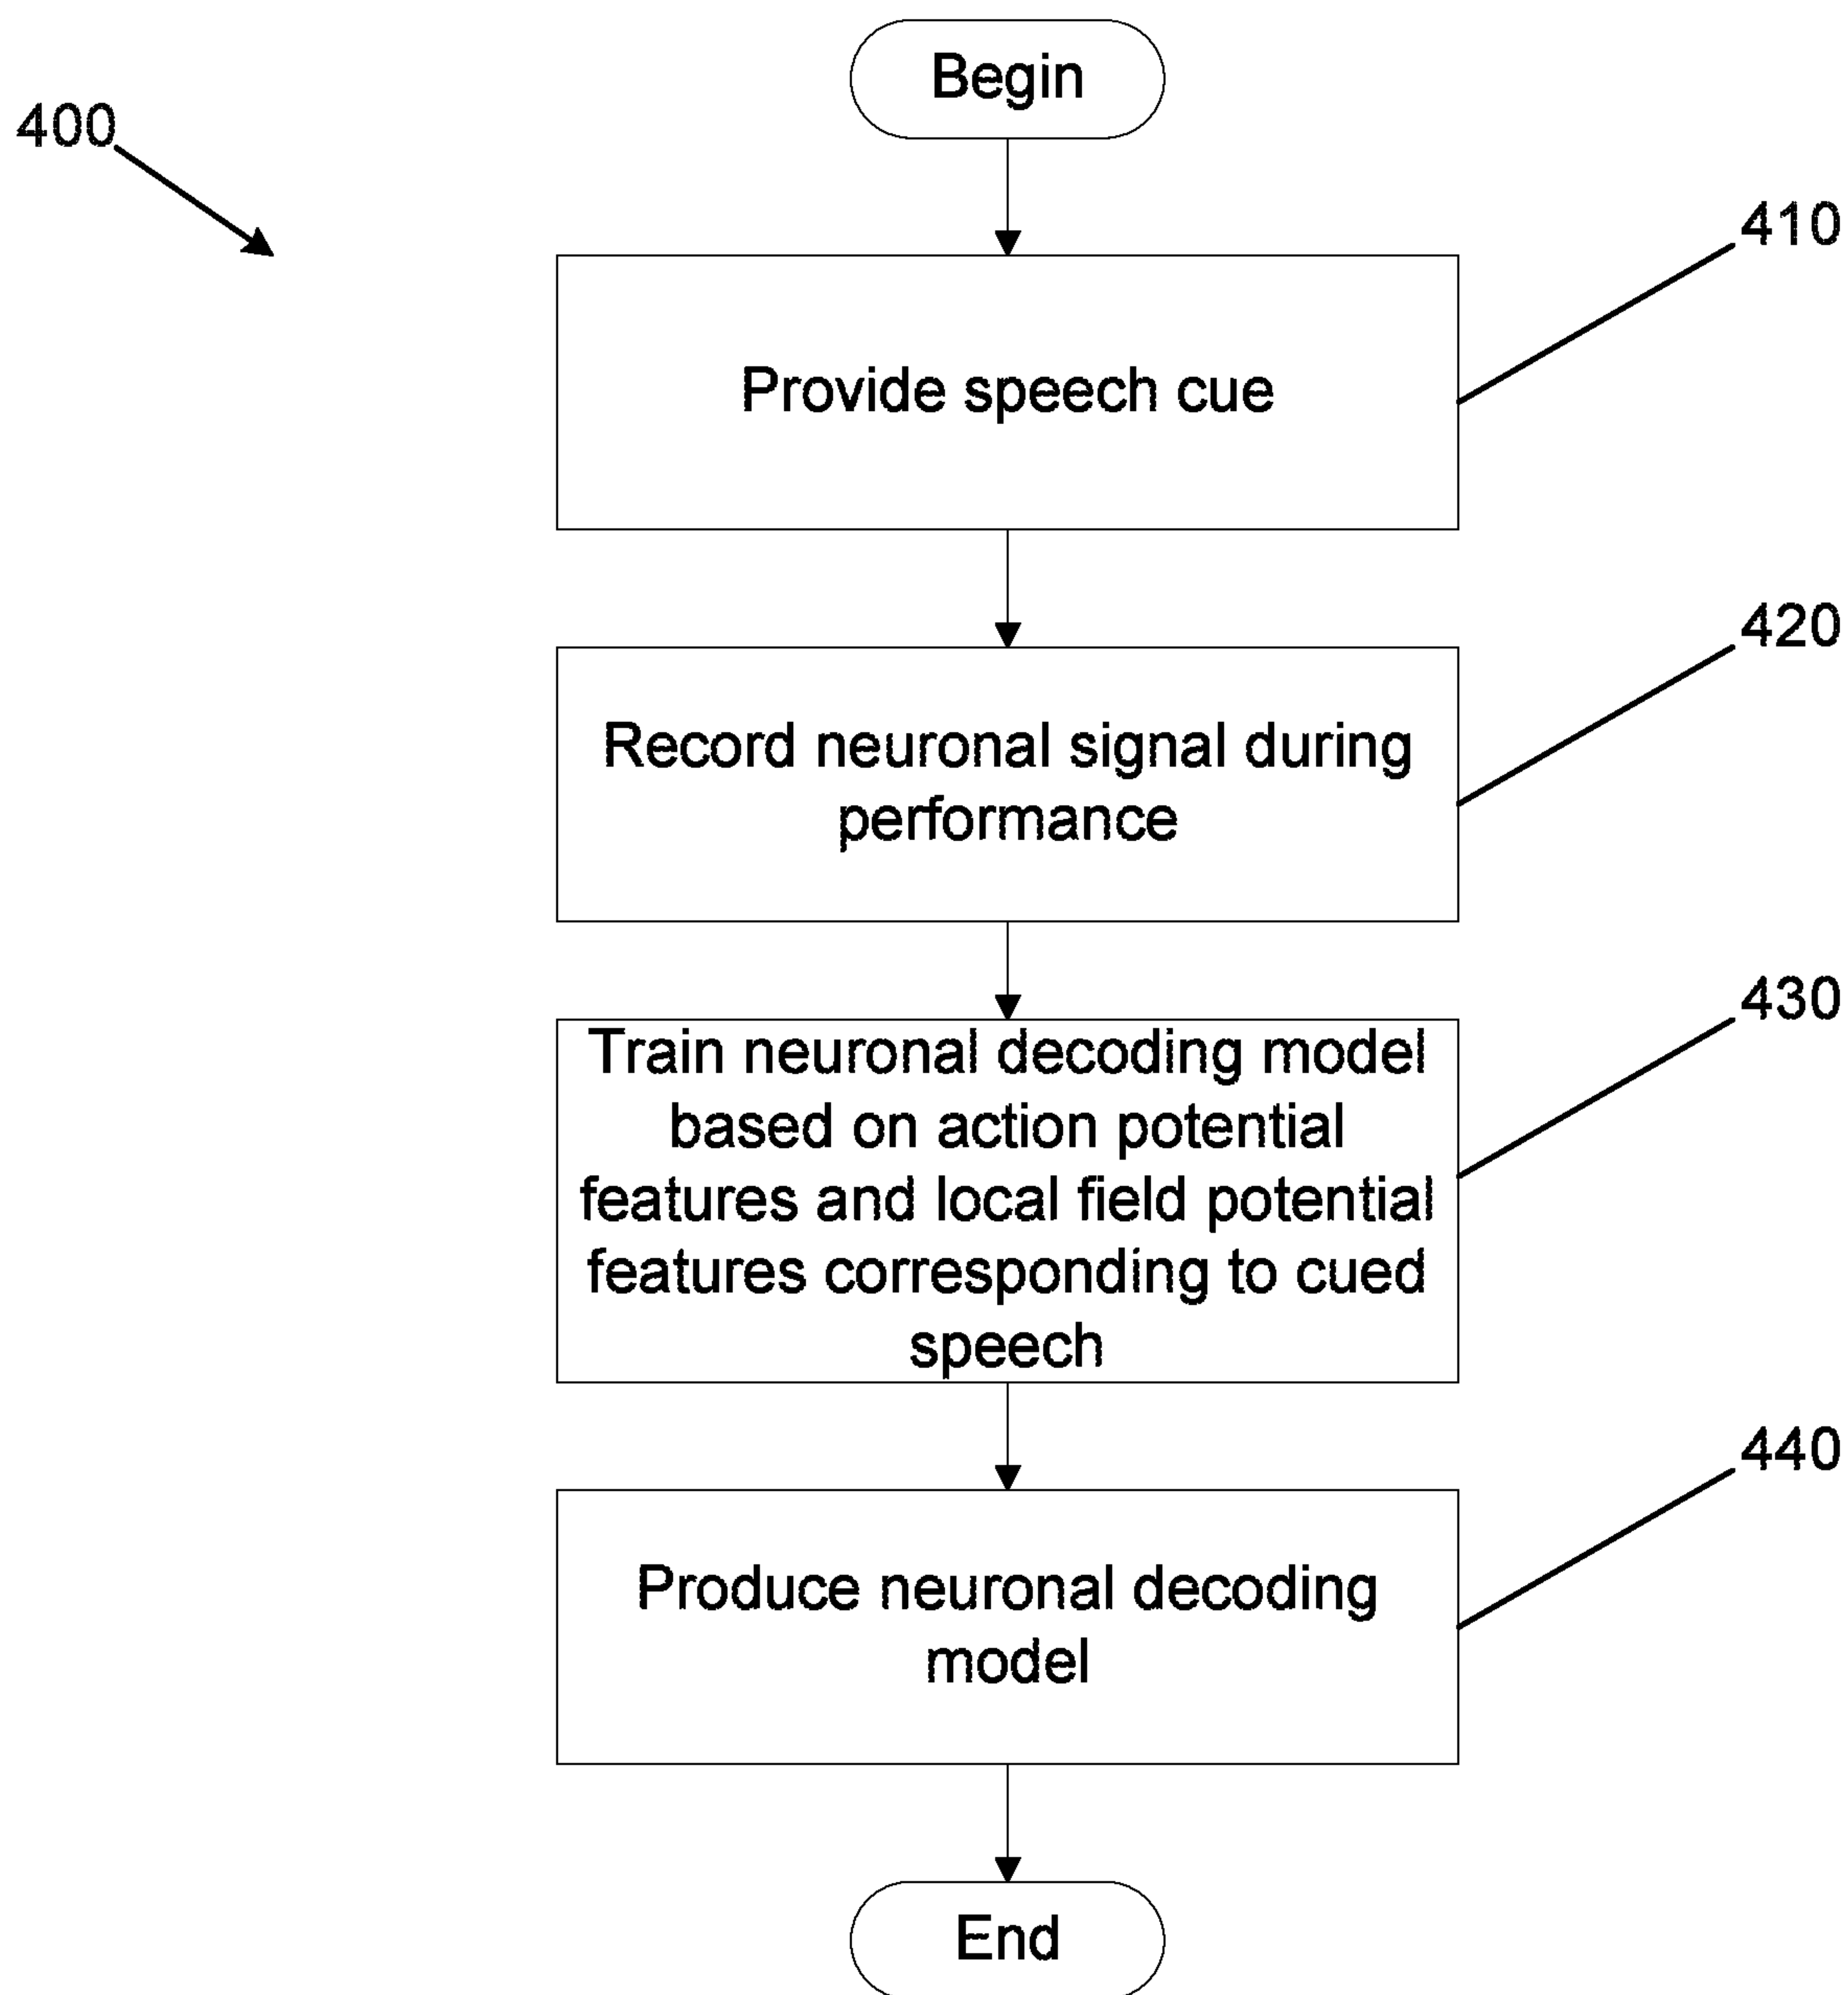 Begin
400
410
Provide speech cue
420
Record neuronal signal during
performance
430
Train neuronal decoding model
based on action potential
features and local field potential
features corresponding to cued
speech
440
Produce neuronal decoding
model
End